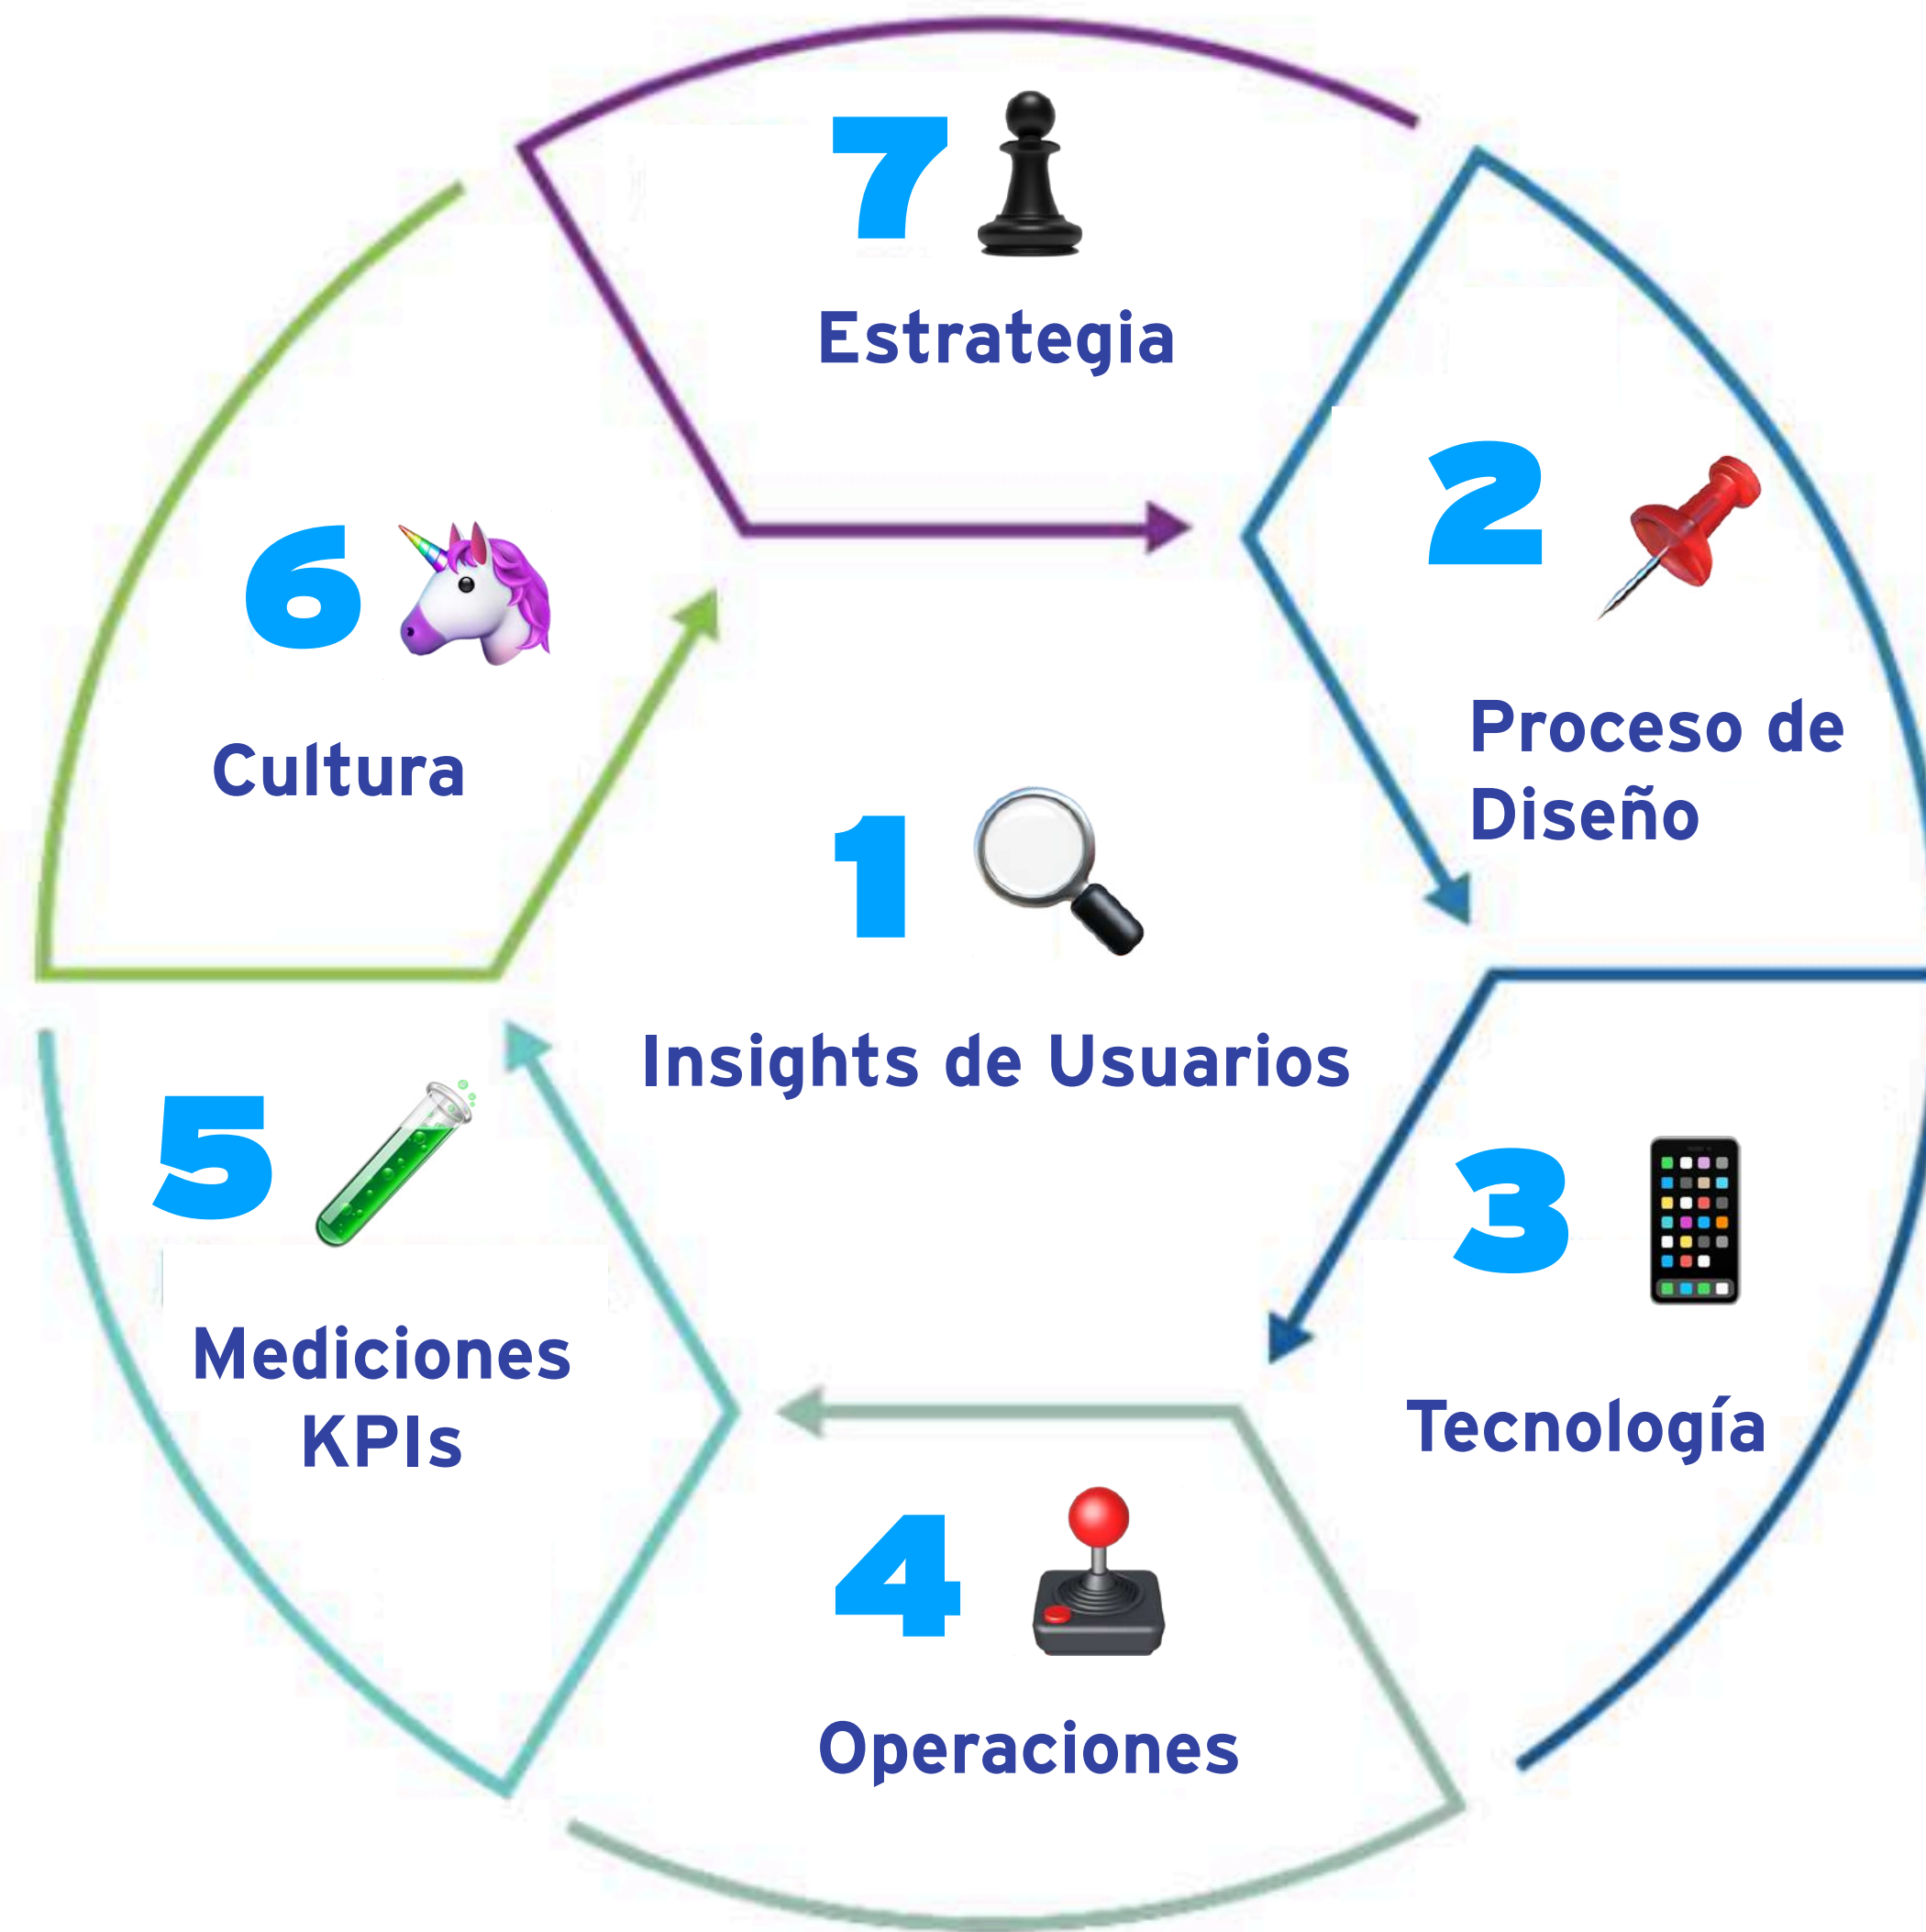 7
Estrategia
2
Proceso de
Diseño
6
Cultura
1
Insights de Usuarios
5
Mediciones
KPIs
3
Tecnología
4
Operaciones